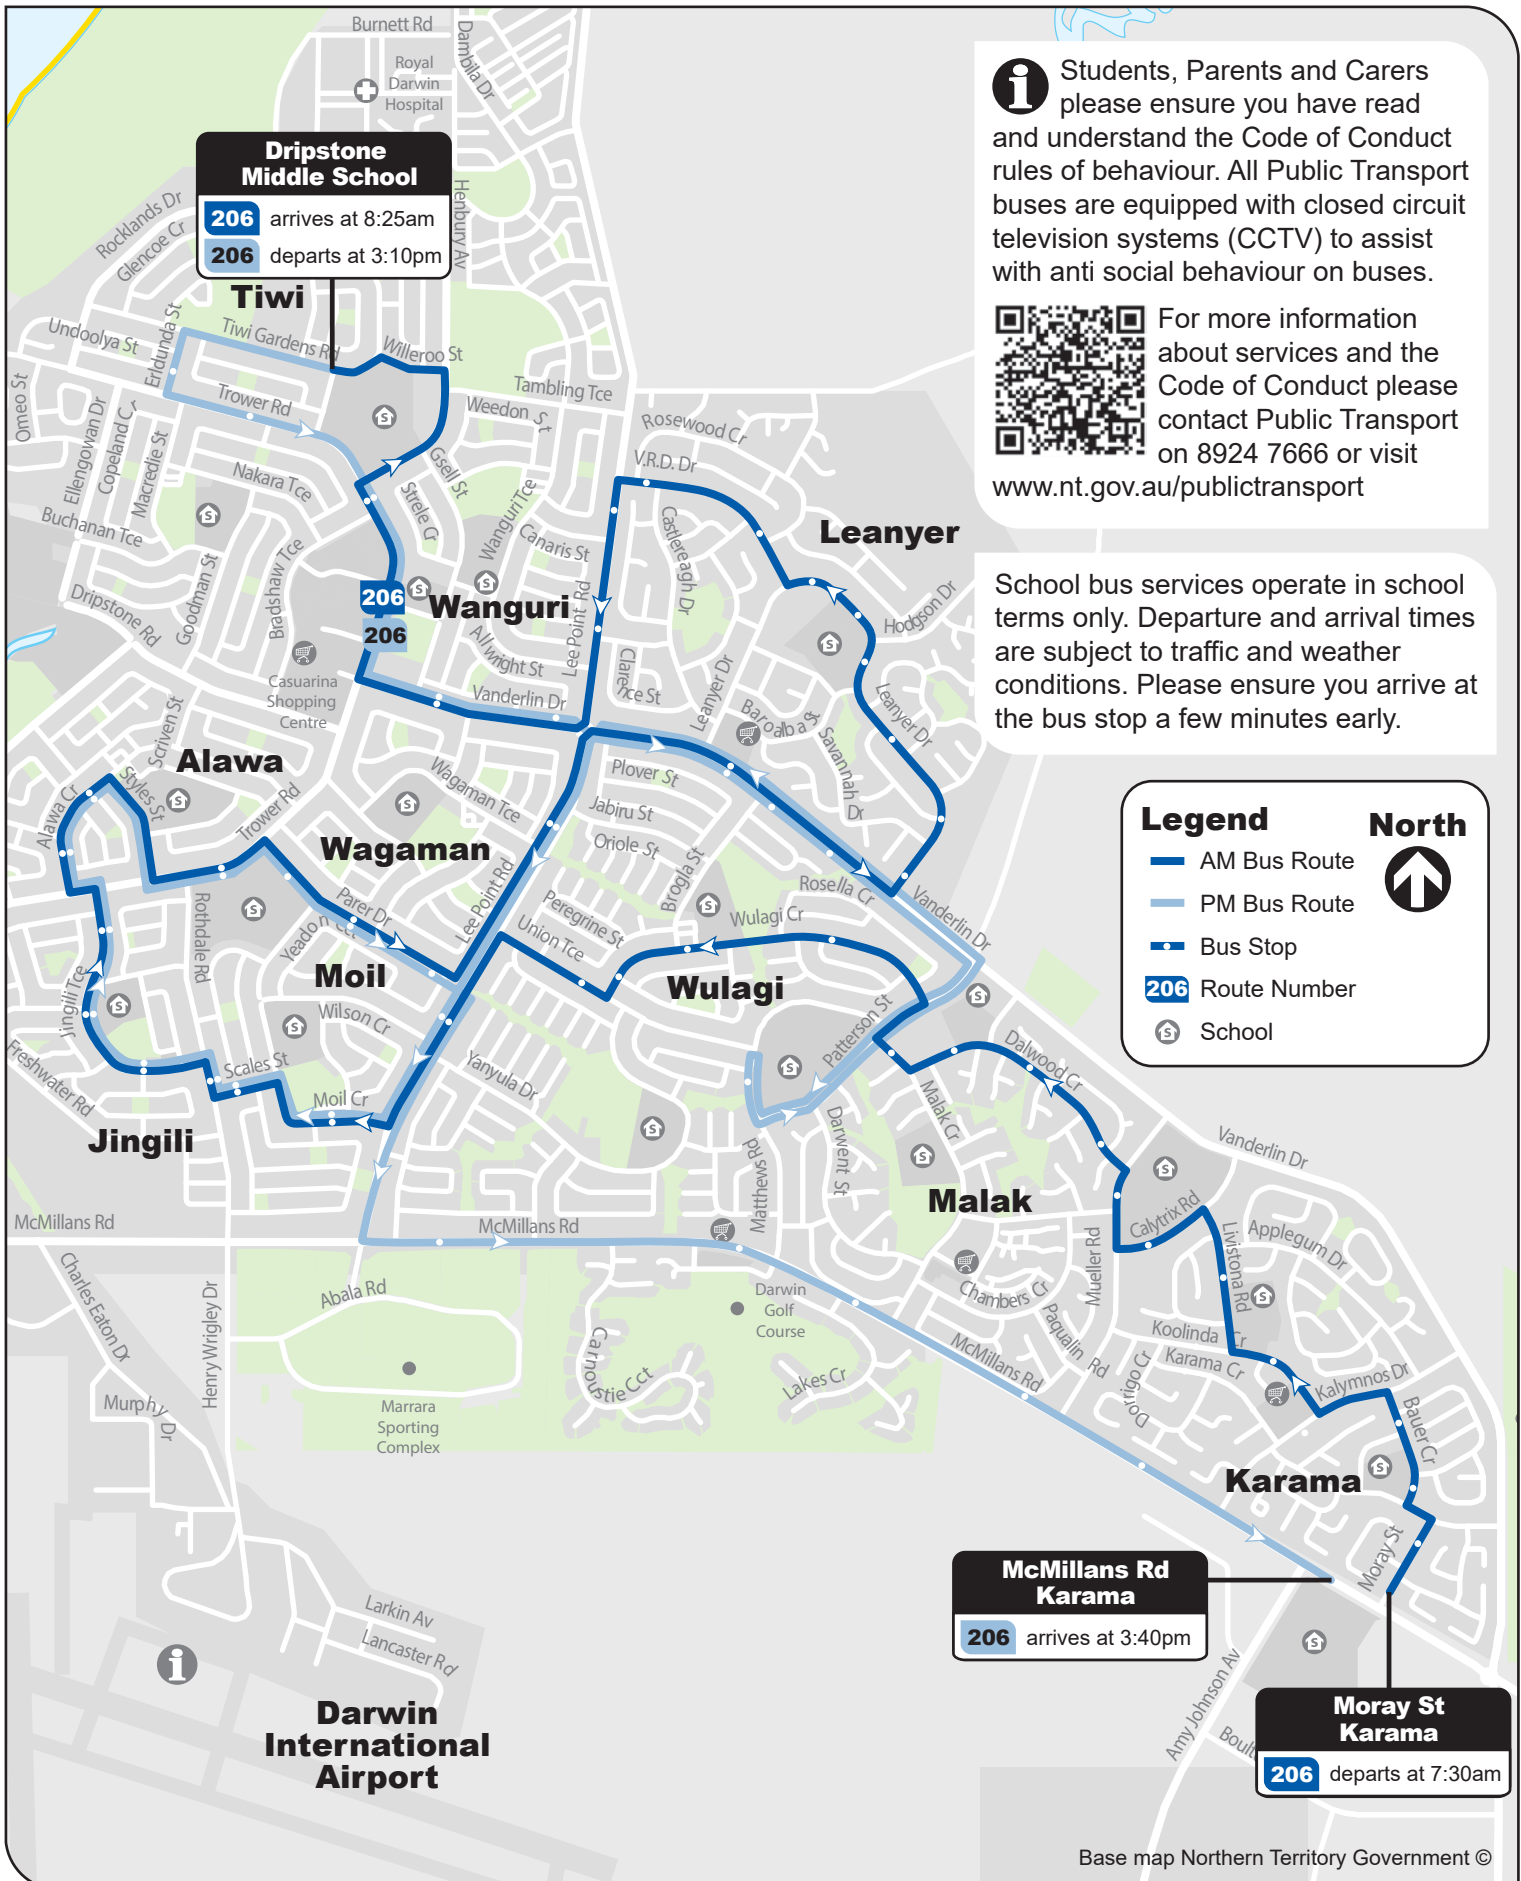 Burnett Rd
Dambila Dr
Royal
Darwin
Hospital
Dripstone
Middle School
206 arrives at 8:25am
206 departs at 3:10pm
Henbury Av
Rocklands Dr
Glencoe Cr
Tiwi
Undoolya St
Erldunda St
Tiwi Gardens Rd
Willeroo St
Trower Rd
Tambling Tce
Weedon St
Omeo St
Ellengowan Dr
Copeland Cr
Macredie St
Nakara Tce
Gsell St
Strele Cr
Wanguri Tce
Rosewood Cr
V.R.D. Dr
Castlereagh Dr
Leanyer
Buchanan Tce
Canaris St
Bradshaw Tce
Goodman St
Dripstone Rd
206
Wanguri
206
Lee Point Rd
Hodgson Dr
Allwright St
Clarence St
Casuarina
Shopping
Centre
Vanderlin Dr
Leanyer Dr
Baroalba St
Savannah Dr
Leanyer Dr
Scriven St
Alawa
Styles St
Alawa Cr
Trower Rd
Wagaman Tce
Wagaman
Plover St
Jabiru St
Oriole St
Brogla St
Rosella Cr
Vanderlin Dr
Parer Dr
Lee Point Rd
Peregrine St
Union Tce
Wulagi Cr
Rothdale Rd
Yeadon Cct
Moil
Wulagi
Jingili Tce
Wilson Cr
Patterson St
Dalwood Cr
Freshwater Rd
Scales St
Yanyula Dr
Moil Cr
Malak Cr
Jingili
Darwent St
Matthews Rd
Malak
Vanderlin Dr
McMillans Rd
McMillans Rd
Calytrix Rd
Livistona Rd
Applegum Dr
Mueller Rd
Charles Eaton Dr
Henry Wrigley Dr
Abala Rd
Darwin
Golf
Course
Chambers Cr
Paqualin Rd
Carnoustie Cct
McMillans Rd
Lakes Cr
Koolinda Cr
Karama Cr
Dorrigo Cr
Kalymnos Dr
Bauer Cr
Murphy Dr
Marrara
Sporting
Complex
Karama
Moray St
McMillans Rd
Karama
206 arrives at 3:40pm
Larkin Av
Lancaster Rd
Amy Johnson Av
Moray St
Karama
206 departs at 7:30am
Darwin
International
Airport
Students, Parents and Carers
please ensure you have read
and understand the Code of Conduct
rules of behaviour. All Public Transport
buses are equipped with closed circuit
television systems (CCTV) to assist
with anti social behaviour on buses.
For more information
about services and the
Code of Conduct please
contact Public Transport
on 8924 7666 or visit
www.nt.gov.au/publictransport
School bus services operate in school
terms only. Departure and arrival times
are subject to traffic and weather
conditions. Please ensure you arrive at
the bus stop a few minutes early.
Legend
North
AM Bus Route
PM Bus Route
Bus Stop
206 Route Number
School
Base map Northern Territory Government ©